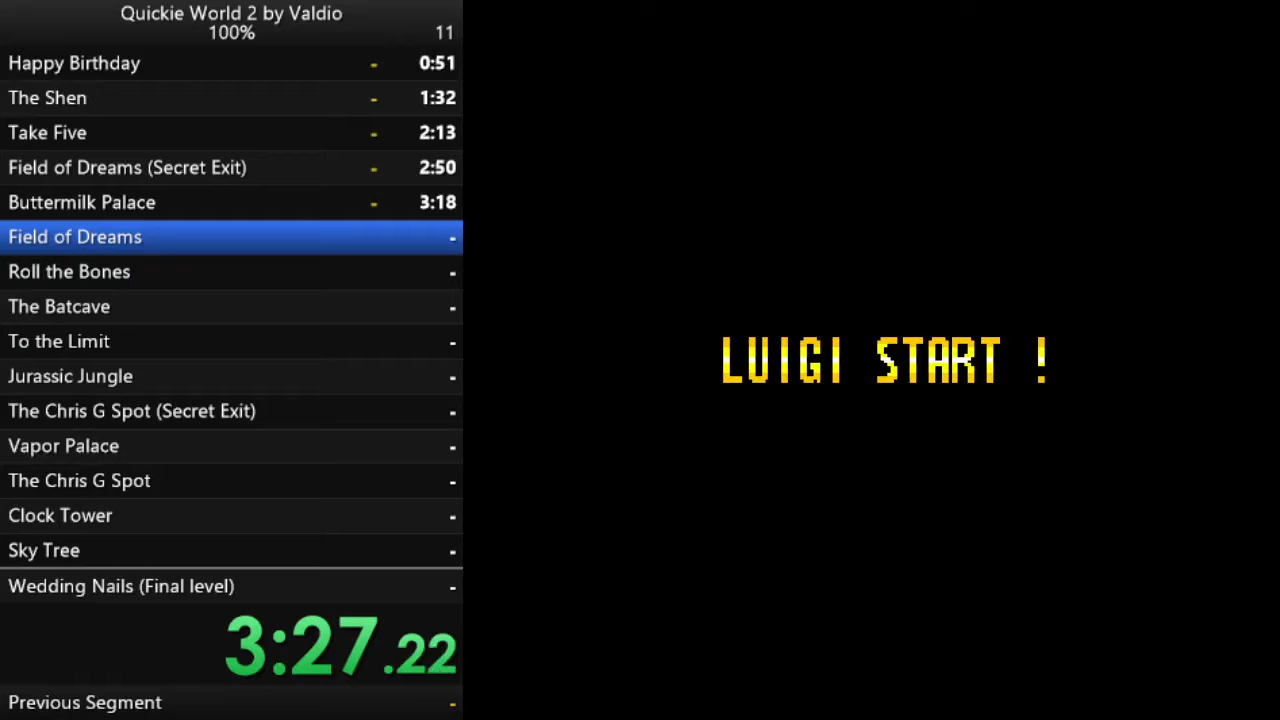 Quickie World 2 by Valdio
100% 11
Happy Birthday - 0:51
The Shen - 1:32
Take Five - 2:13
Field of Dreams (Secret Exit) - 2:50
Buttermilk Palace - 3:18
Field of Dreams -
Roll the Bones -
The Batcave -
To the Limit -
Jurassic Jungle -
The Chris G Spot (Secret Exit) -
Vapor Palace -
The Chris G Spot -
Clock Tower -
Sky Tree -
Wedding Nails (Final level) -
3:27.22
Previous Segment -
LUIGI START !